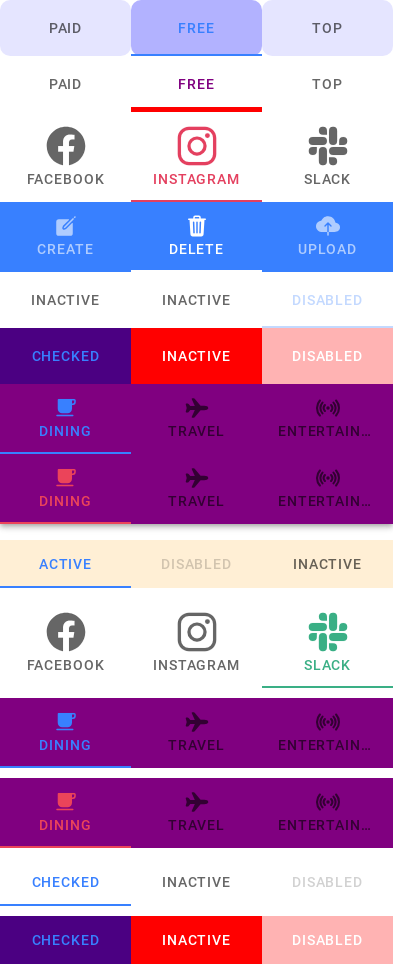 PAID FREE TOP
PAID FREE TOP
FACEBOOK INSTAGRAM SLACK
CREATE DELETE UPLOAD
INACTIVE INACTIVE DISABLED
CHECKED INACTIVE DISABLED
DINING TRAVEL ENTERTAIN...
DINING TRAVEL ENTERTAIN...
ACTIVE DISABLED INACTIVE
FACEBOOK INSTAGRAM SLACK
DINING TRAVEL ENTERTAIN...
DINING TRAVEL ENTERTAIN...
CHECKED INACTIVE DISABLED
CHECKED INACTIVE DISABLED